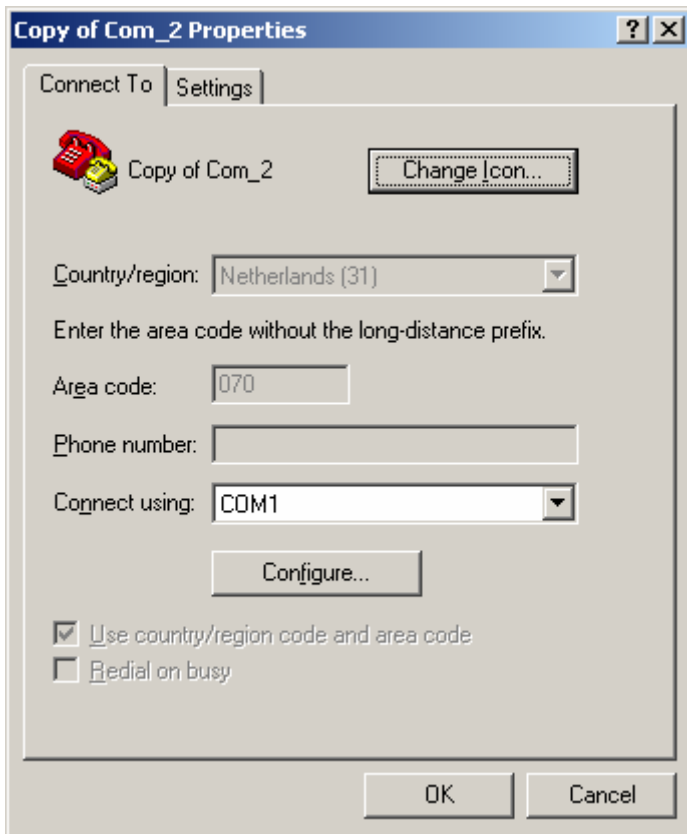 Copy of Com_2 Properties
Connect To Settings
Copy of Com_2 Change Icon...
Country/region: Netherlands (31)
Enter the area code without the long-distance prefix.
Area code: 070
Phone number:
Connect using: COM1
Configure...
Use country/region code and area code
Redial on busy
OK Cancel